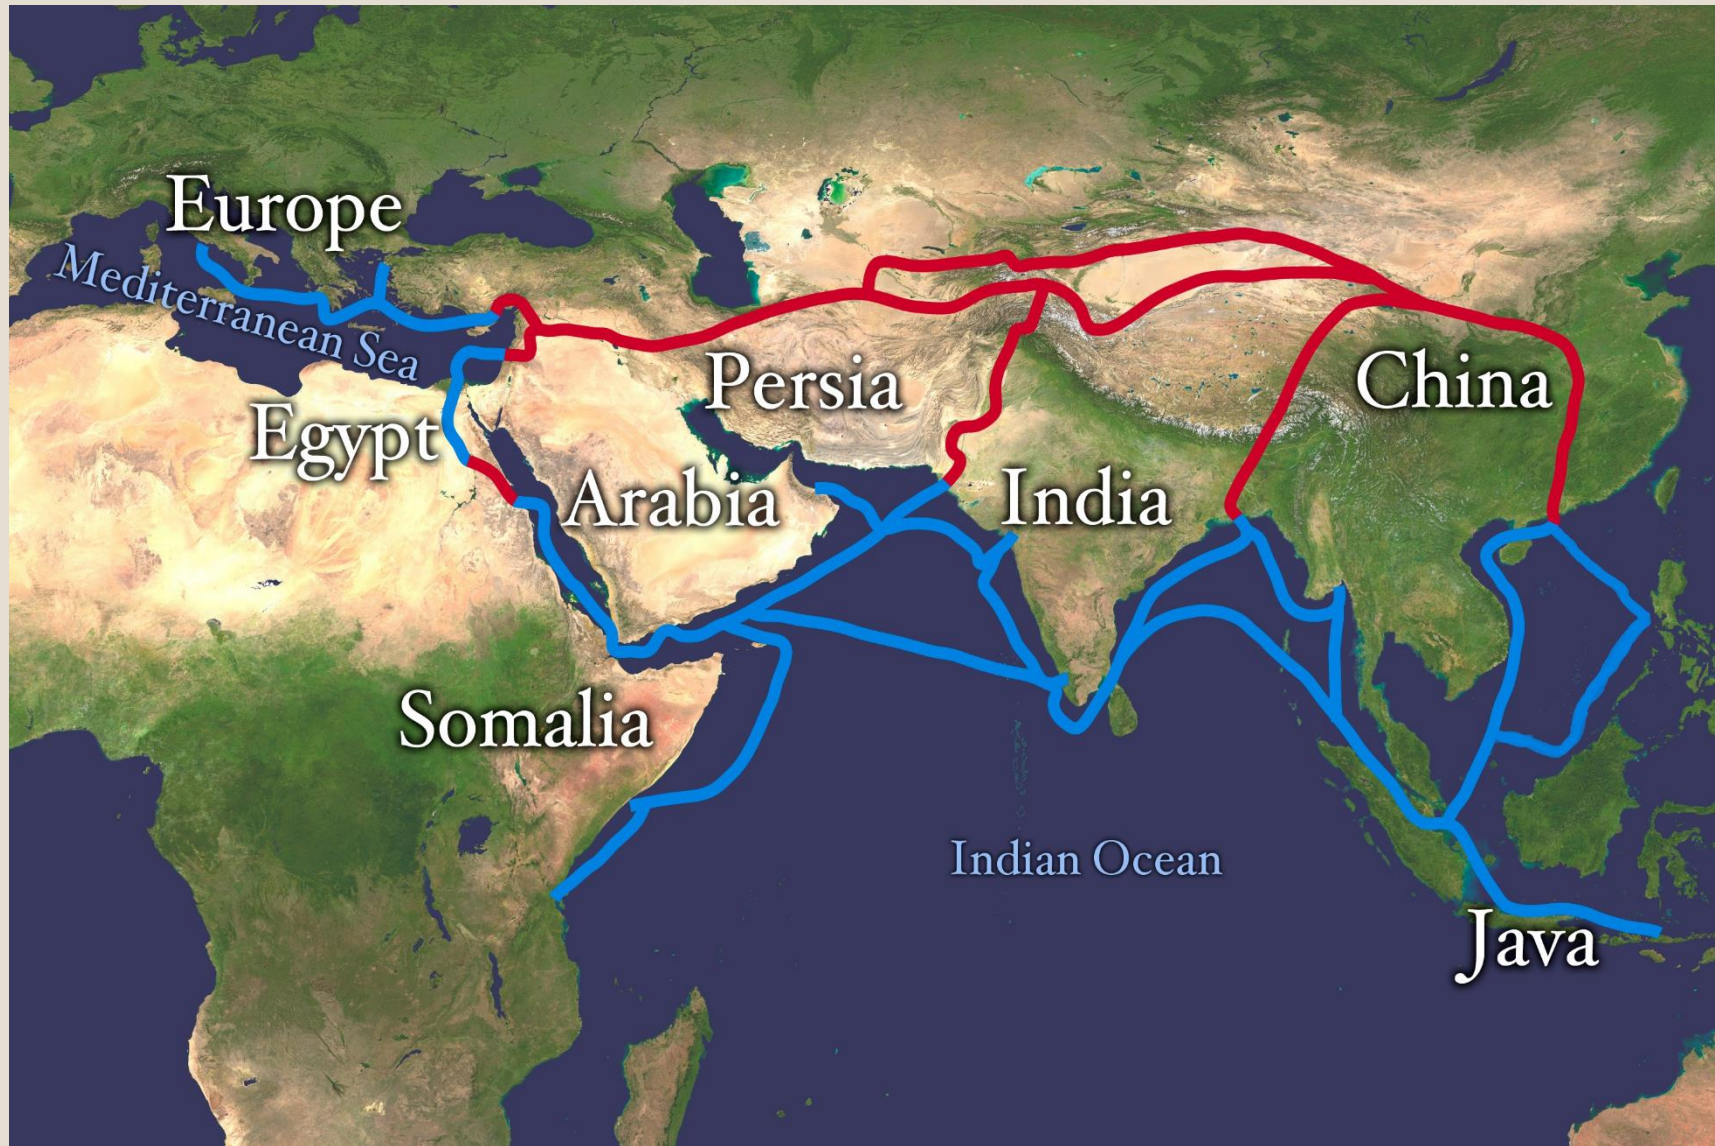 Europe
Mediterranean Sea
Persia
China
Egypt
Arabia
India
Somalia
Indian Ocean
Java